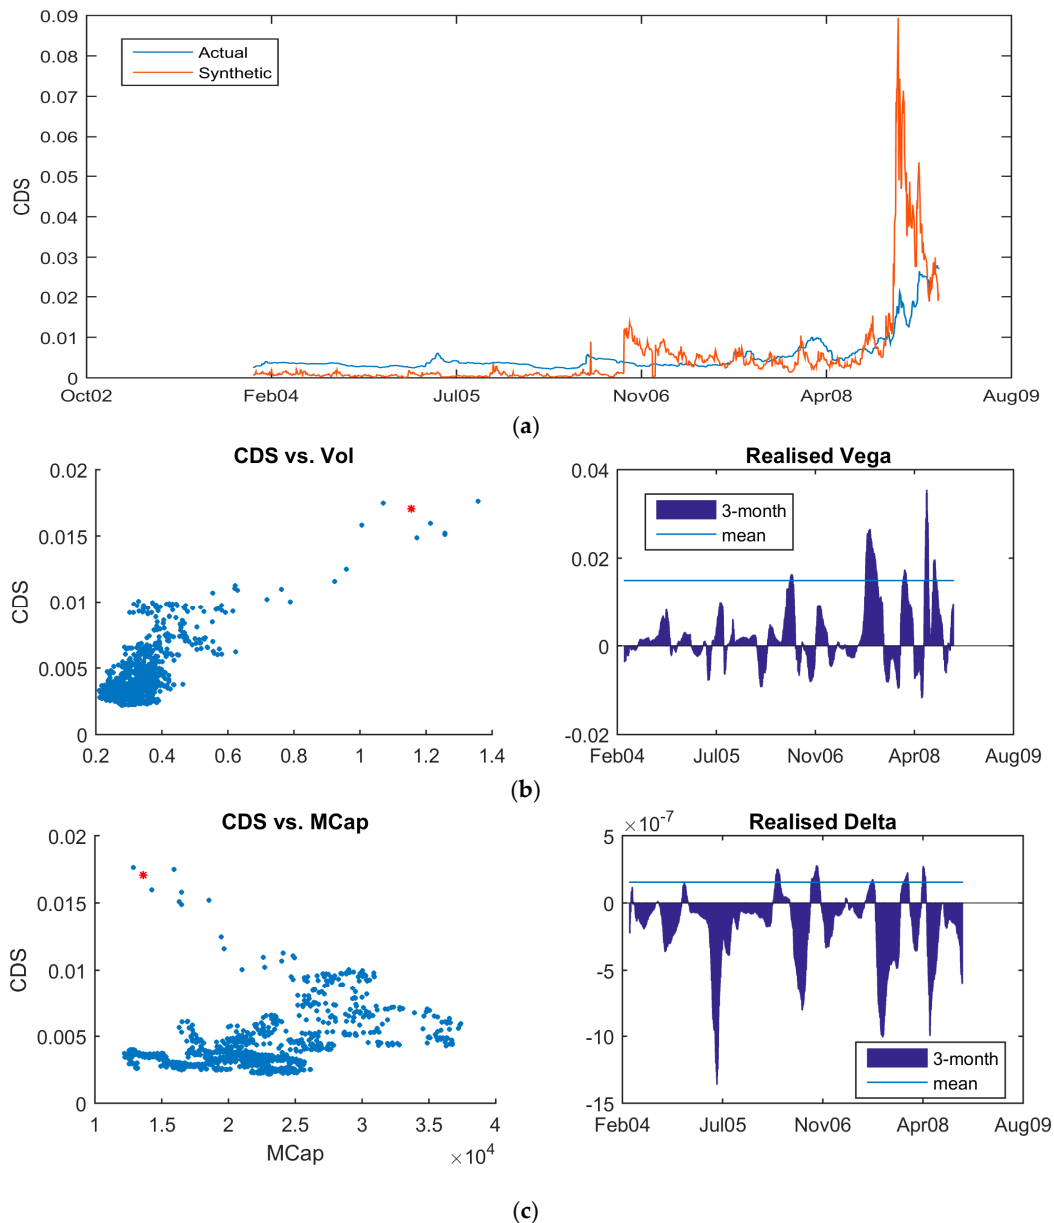 0.09
0.08
0.07
0.06
0.05
0.04
0.03
0.02
0.01
0
CDS
Actual
Synthetic
Oct02 Feb04 Jul05 Nov06 Apr08 Aug09
(a)
CDS vs. Vol
0.02
0.015
0.01
0.005
0
CDS
0.2 0.4 0.6 0.8 1 1.2 1.4
Realised Vega
0.04
0.02
0
-0.02
3-month
mean
Feb04 Jul05 Nov06 Apr08 Aug09
(b)
CDS vs. MCap
0.02
0.015
0.01
0.005
0
CDS
1 1.5 2 2.5 3 3.5 4
MCap
×10^4
Realised Delta
×10^-7
5
0
-5
-10
-15
3-month
mean
Feb04 Jul05 Nov06 Apr08 Aug09
(c)